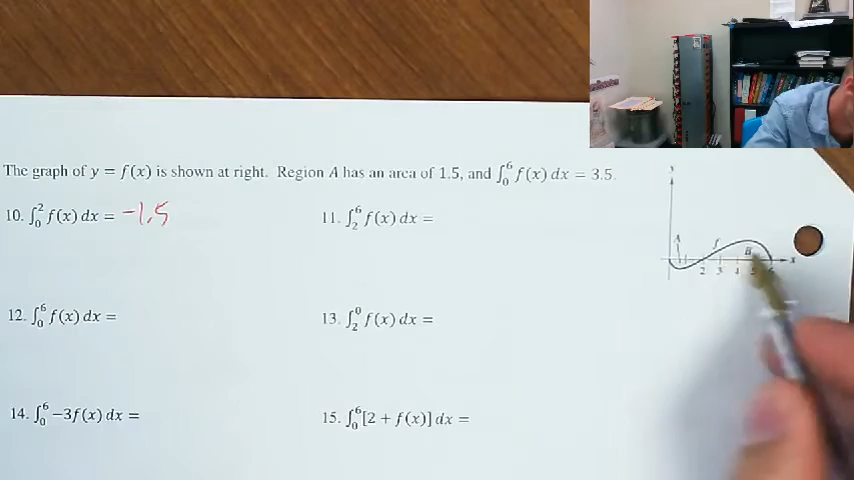 The graph of y = f(x) is shown at right. Region A has an area of 1.5, and ∫₀⁶ f(x) dx = 3.5.
10. ∫₀² f(x) dx = -1.5
11. ∫₂⁶ f(x) dx =
12. ∫₀⁶ f(x) dx =
13. ∫₂⁰ f(x) dx =
14. ∫₀⁶ −3f(x) dx =
15. ∫₀⁶ [2 + f(x)] dx =
y
A
f
B
x
2 3 4 5